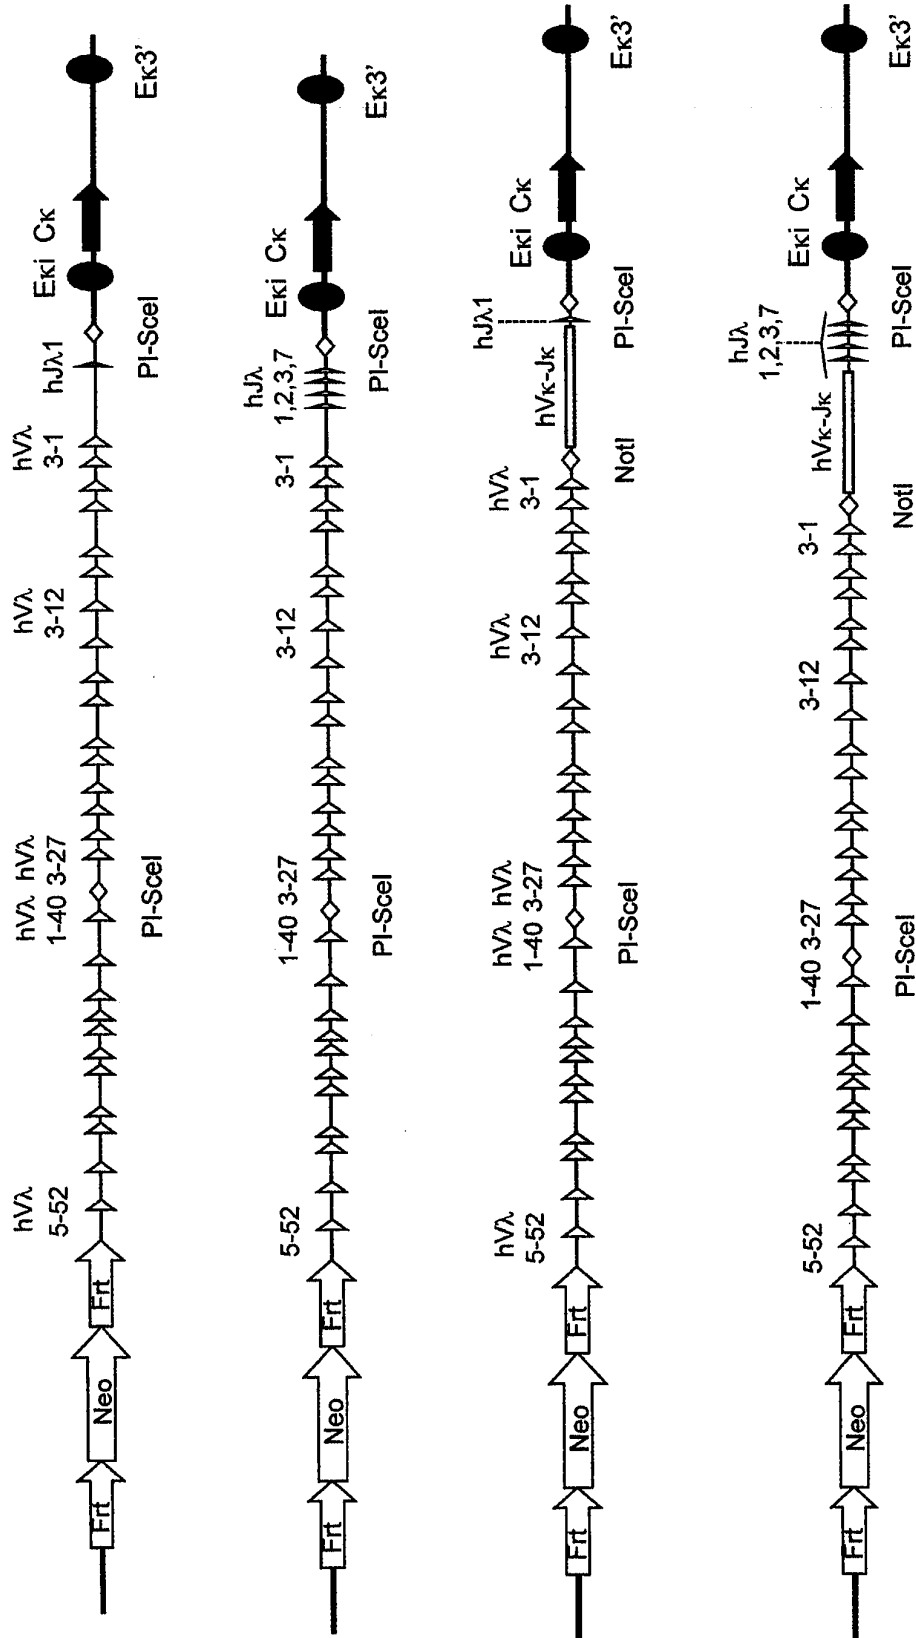 Frt
Neo
Frt
hVλ
5-52
hVλ hVλ
1-40 3-27
PI-SceI
hVλ
3-12
hVλ
3-1
hJλ1
PI-SceI
Eκi Cκ
Eκ3'
Frt
Neo
Frt
5-52
1-40 3-27
PI-SceI
3-12
3-1
hJλ
1,2,3,7
PI-SceI
Eκi Cκ
Eκ3'
Frt
Neo
Frt
hVλ
5-52
hVλ hVλ
1-40 3-27
PI-SceI
hVλ
3-12
hVλ
3-1
NotI
hVκ-Jκ
hJλ1
PI-SceI
Eκi Cκ
Eκ3'
Frt
Neo
Frt
5-52
1-40 3-27
PI-SceI
3-12
3-1
NotI
hVκ-Jκ
hJλ
1,2,3,7
PI-SceI
Eκi Cκ
Eκ3'